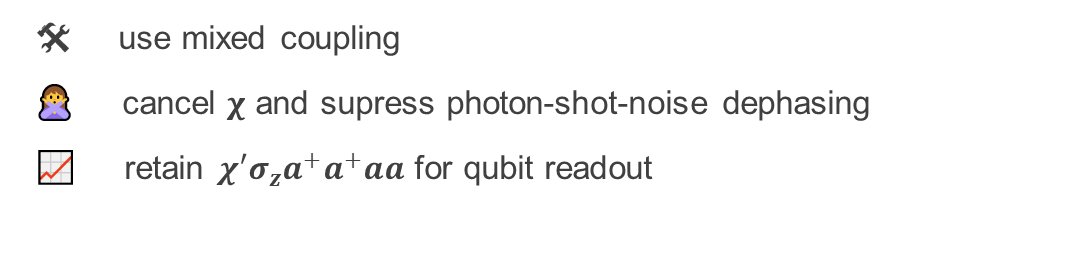 use mixed coupling
cancel χ and supress photon-shot-noise dephasing
retain χ′σ_z a⁺a⁺aa for qubit readout